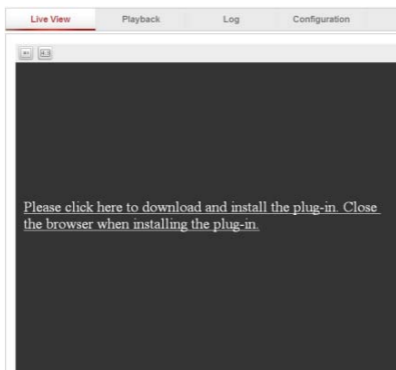 Live View Playback Log Configuration
Please click here to download and install the plug-in. Close
the browser when installing the plug-in.